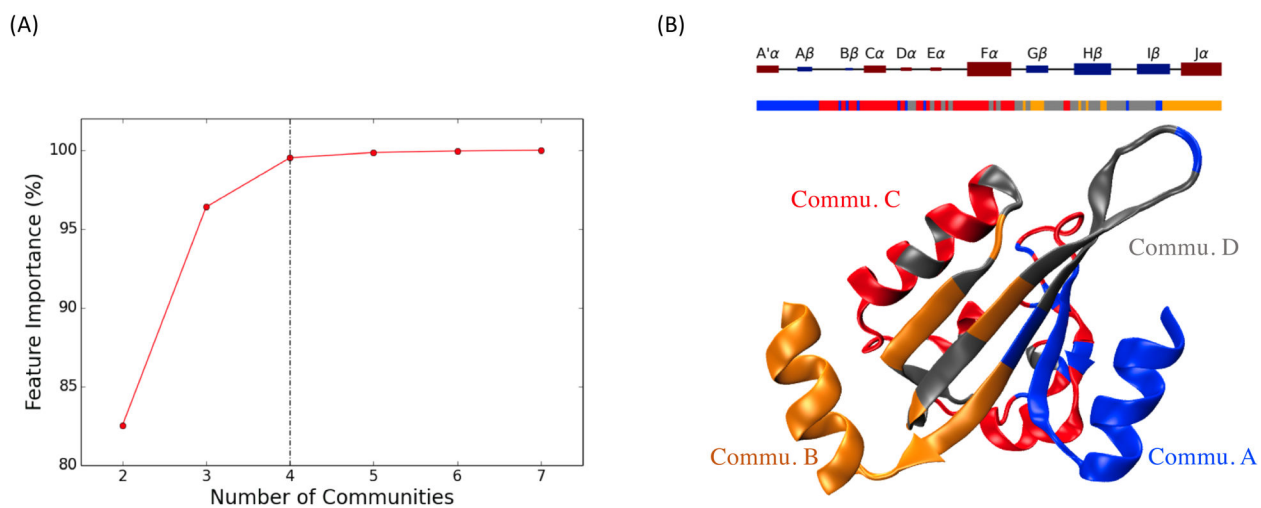 (A)
(B)
A'α Aβ Bβ Cα Dα Eα Fα Gβ Hβ Iβ Jα
100
95
90
85
80
Feature Importance (%)
2 3 4 5 6 7
Number of Communities
Commu. C
Commu. D
Commu. B
Commu. A